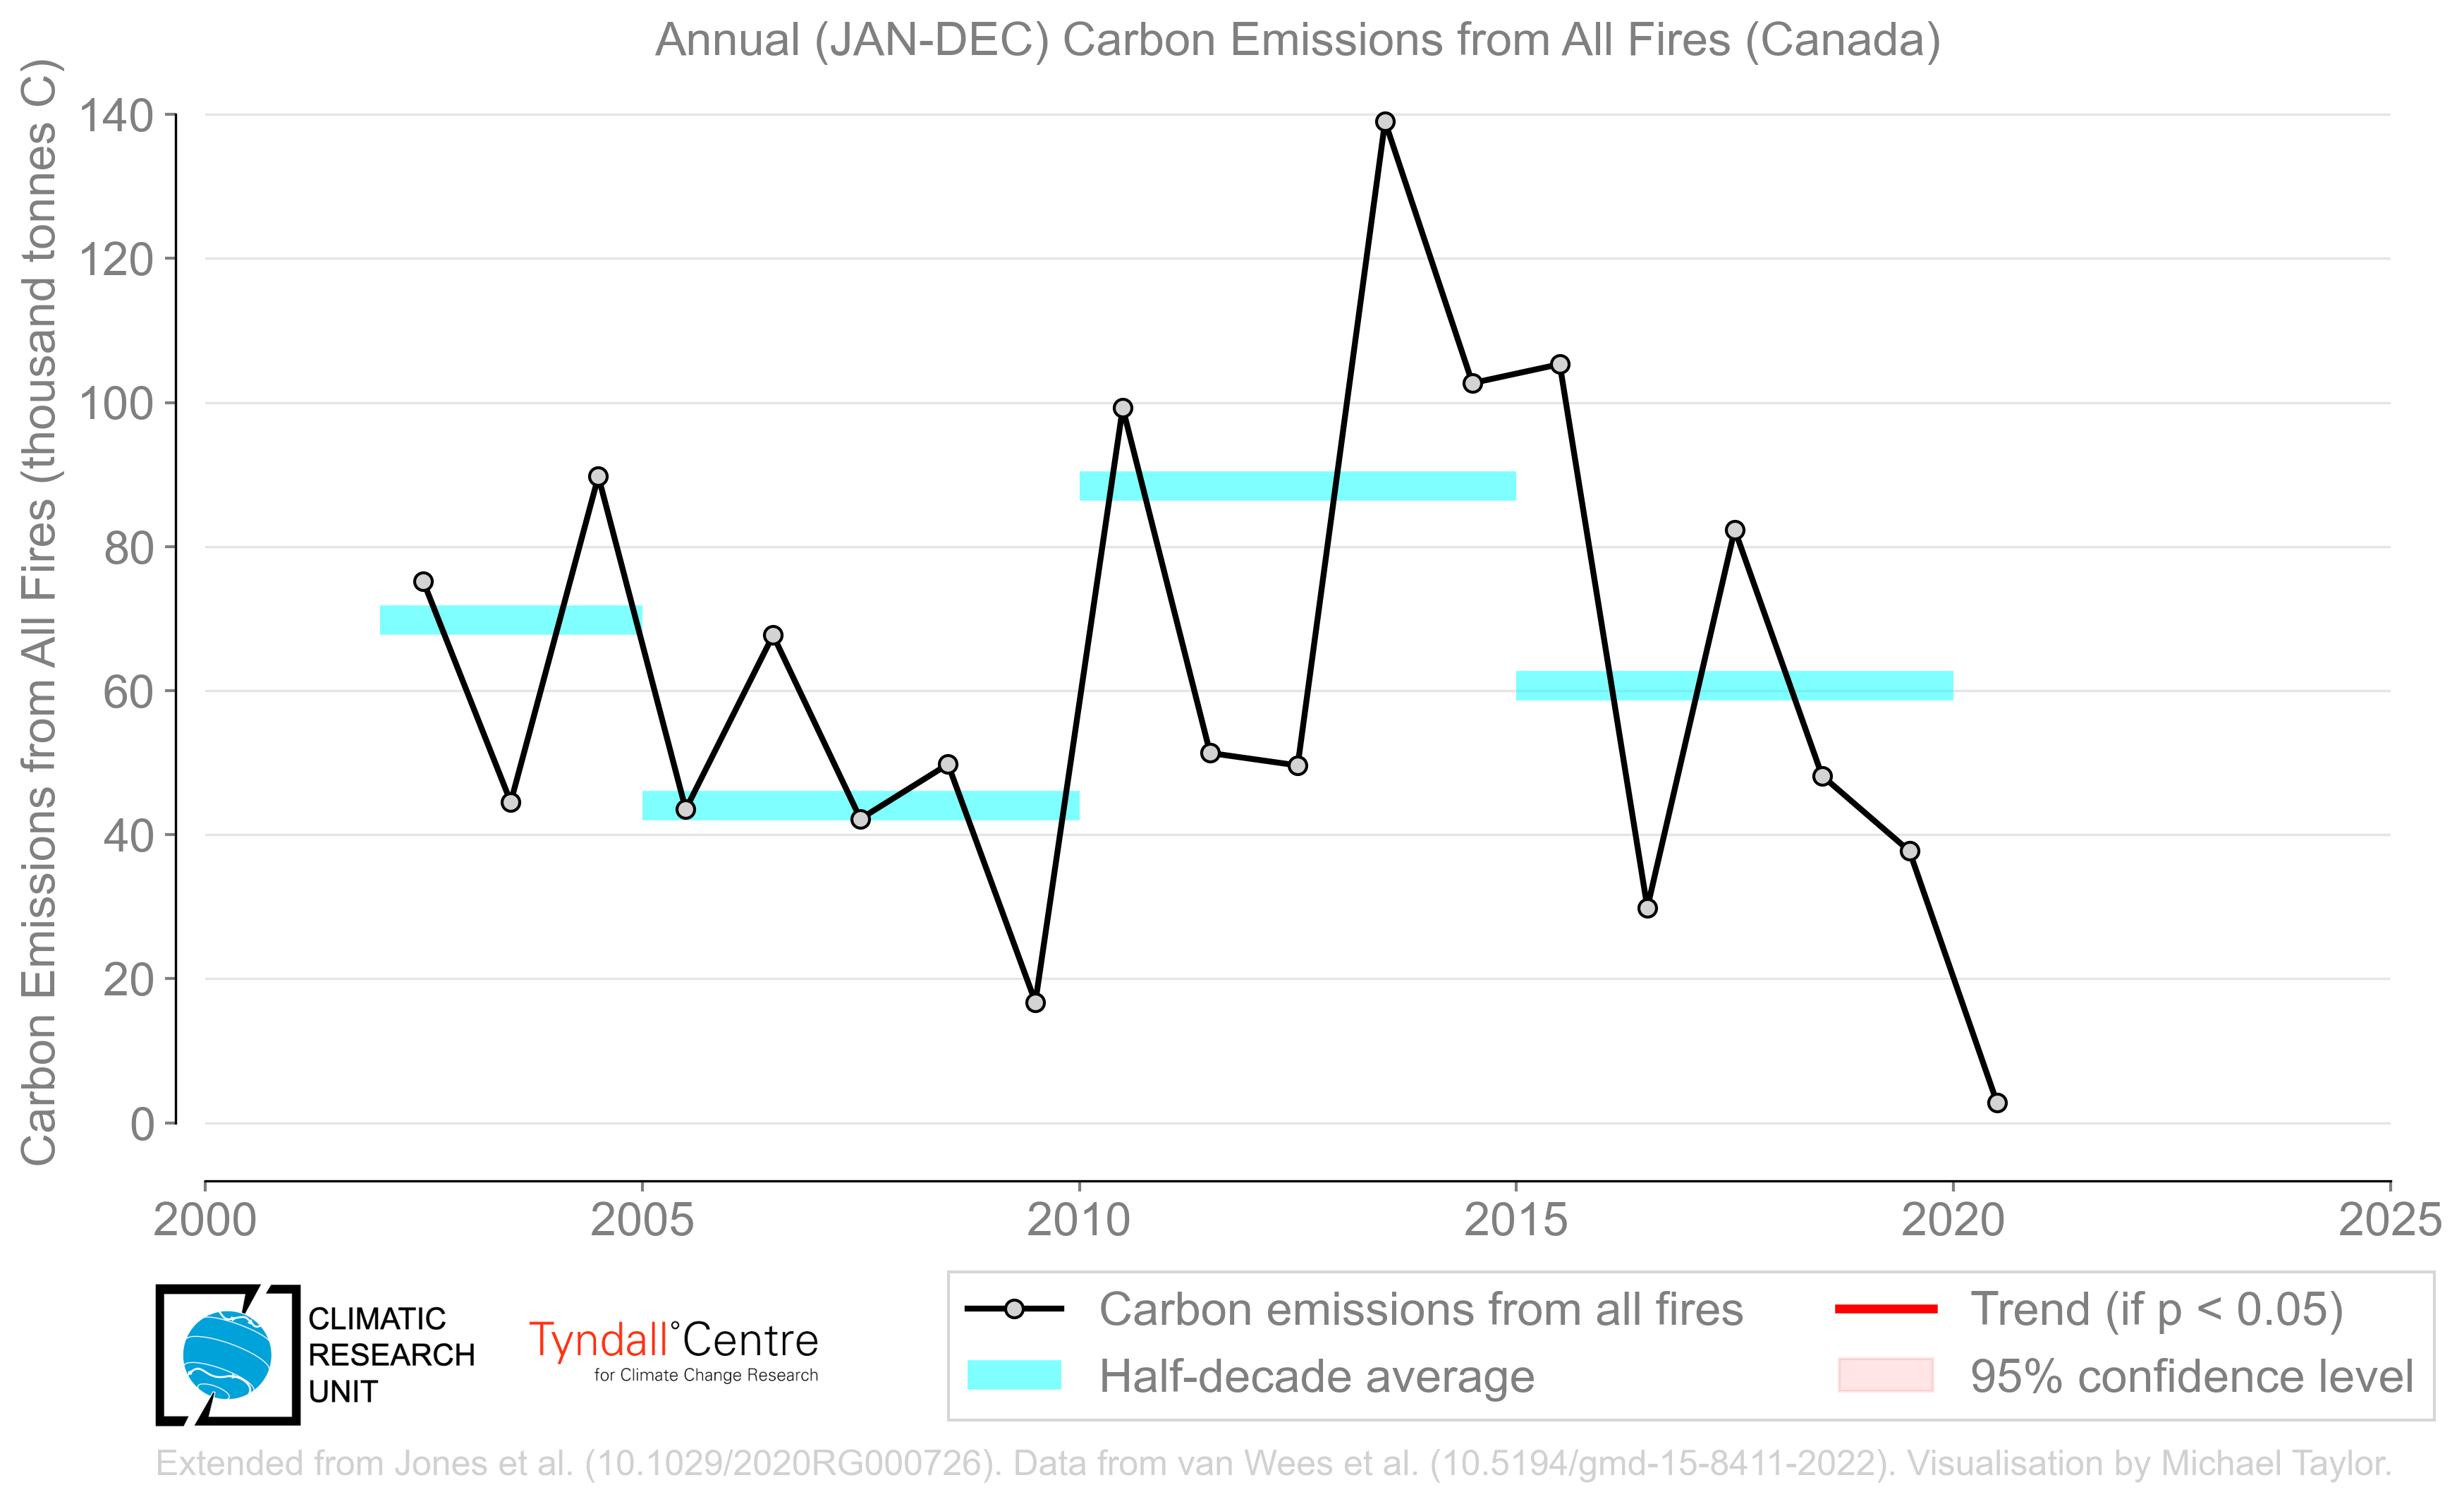 Annual (JAN-DEC) Carbon Emissions from All Fires (Canada)
Carbon Emissions from All Fires (thousand tonnes C)
140
120
100
80
60
40
20
0
2000 2005 2010 2015 2020 2025
CLIMATIC
RESEARCH
UNIT
Tyndall°Centre
for Climate Change Research
Carbon emissions from all fires
Half-decade average
Trend (if p < 0.05)
95% confidence level
Extended from Jones et al. (10.1029/2020RG000726). Data from van Wees et al. (10.5194/gmd-15-8411-2022). Visualisation by Michael Taylor.